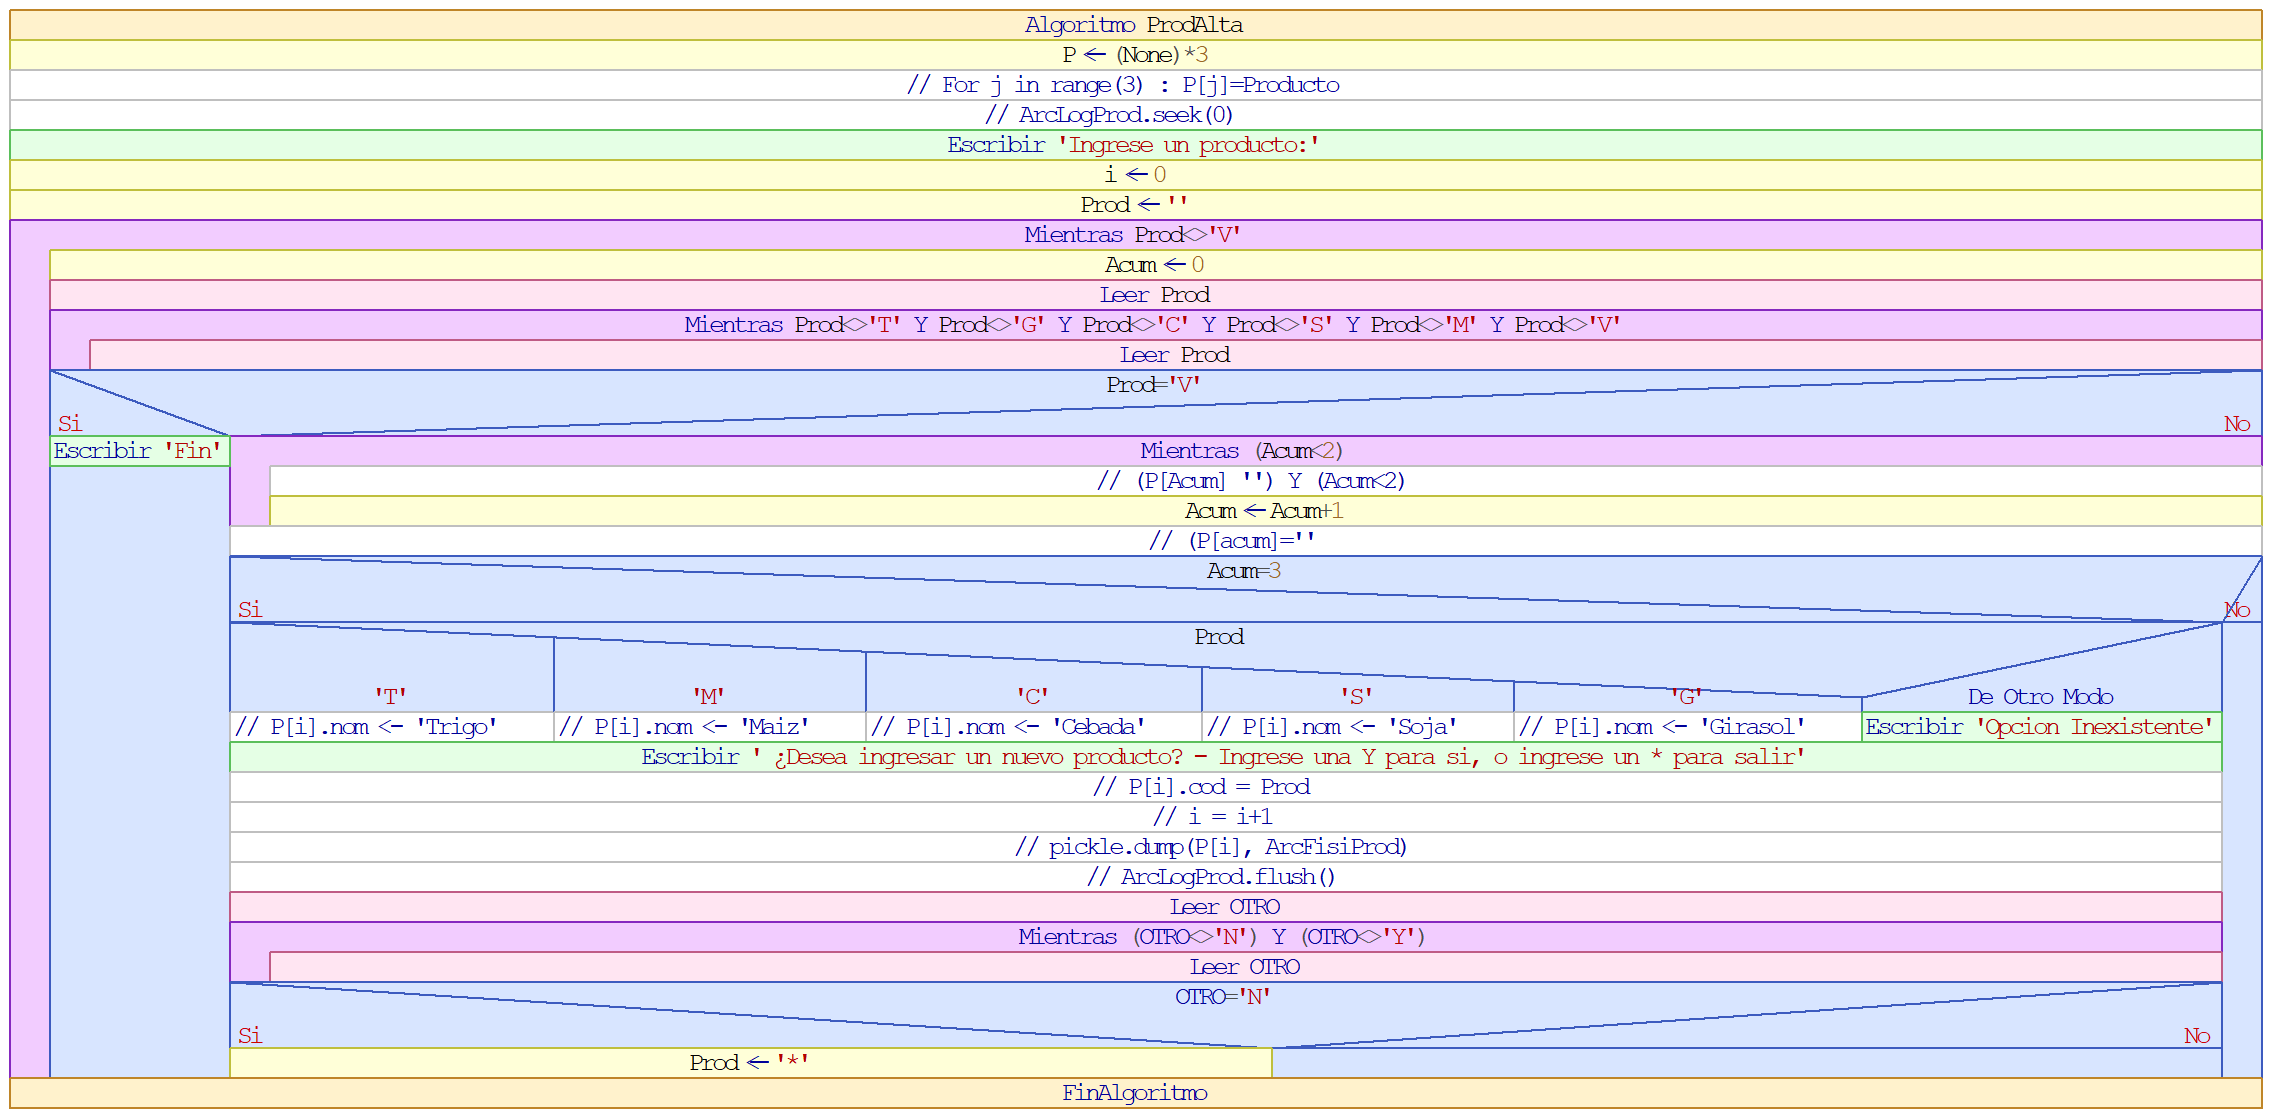 Algoritmo ProdAlta
P ← (None)*3
// For j in range(3) : P[j]=Producto
// ArcLogProd.seek(0)
Escribir 'Ingrese un producto:'
i ← 0
Prod ← ''
Mientras Prod<>'V'
Acum ← 0
Leer Prod
Mientras Prod<>'T' Y Prod<>'G' Y Prod<>'C' Y Prod<>'S' Y Prod<>'M' Y Prod<>'V'
Leer Prod
Prod='V'
Si No
Escribir 'Fin' Mientras (Acum<2)
// (P[Acum] '') Y (Acum<2)
Acum ← Acum+1
// (P[acum]=''
Acum=3
Si No
Prod
'T' 'M' 'C' 'S' 'G' De Otro Modo
// P[i].nom <- 'Trigo' // P[i].nom <- 'Maiz' // P[i].nom <- 'Cebada' // P[i].nom <- 'Soja' // P[i].nom <- 'Girasol' Escribir 'Opcion Inexistente'
Escribir ' ¿Desea ingresar un nuevo producto? - Ingrese una Y para si, o ingrese un * para salir'
// P[i].cod = Prod
// i = i+1
// pickle.dump(P[i], ArcFisiProd)
// ArcLogProd.flush()
Leer OTRO
Mientras (OTRO<>'N') Y (OTRO<>'Y')
Leer OTRO
OTRO='N'
Si No
Prod ← '*'
FinAlgoritmo